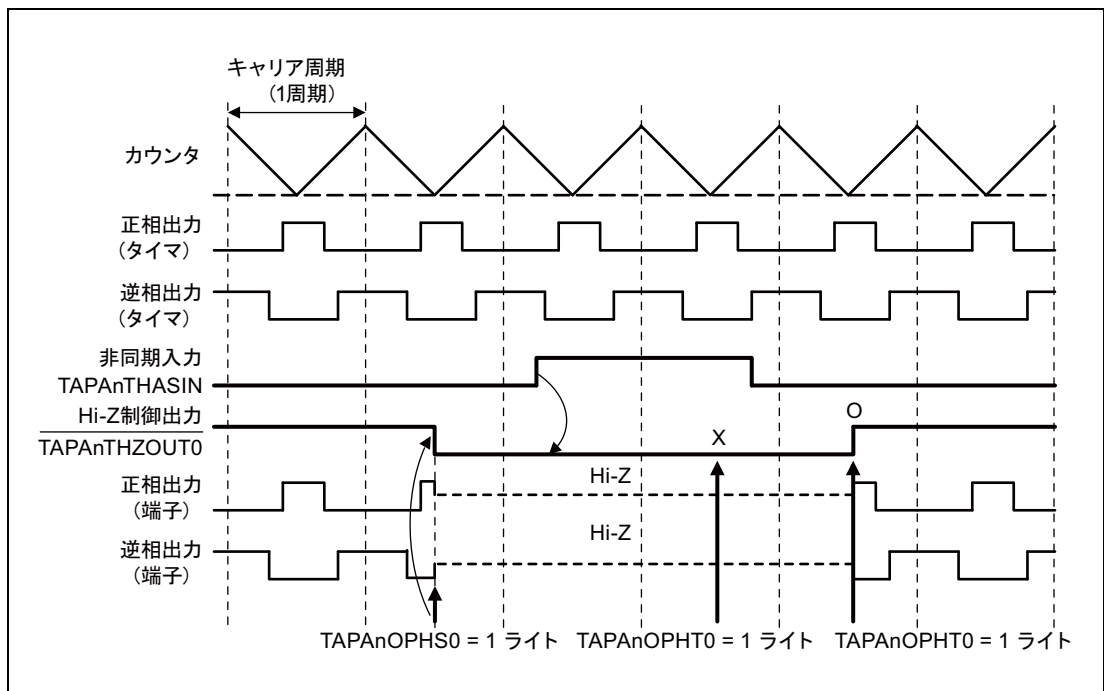 キャリア周期
(1周期)
カウンタ
正相出力
(タイマ)
逆相出力
(タイマ)
非同期入力
TAPAnTHASIN
Hi-Z制御出力
TAPAnTHZOUT0
X
O
正相出力
(端子)
Hi-Z
逆相出力
(端子)
Hi-Z
TAPAnOPHS0 = 1 ライト
TAPAnOPHT0 = 1 ライト
TAPAnOPHT0 = 1 ライト